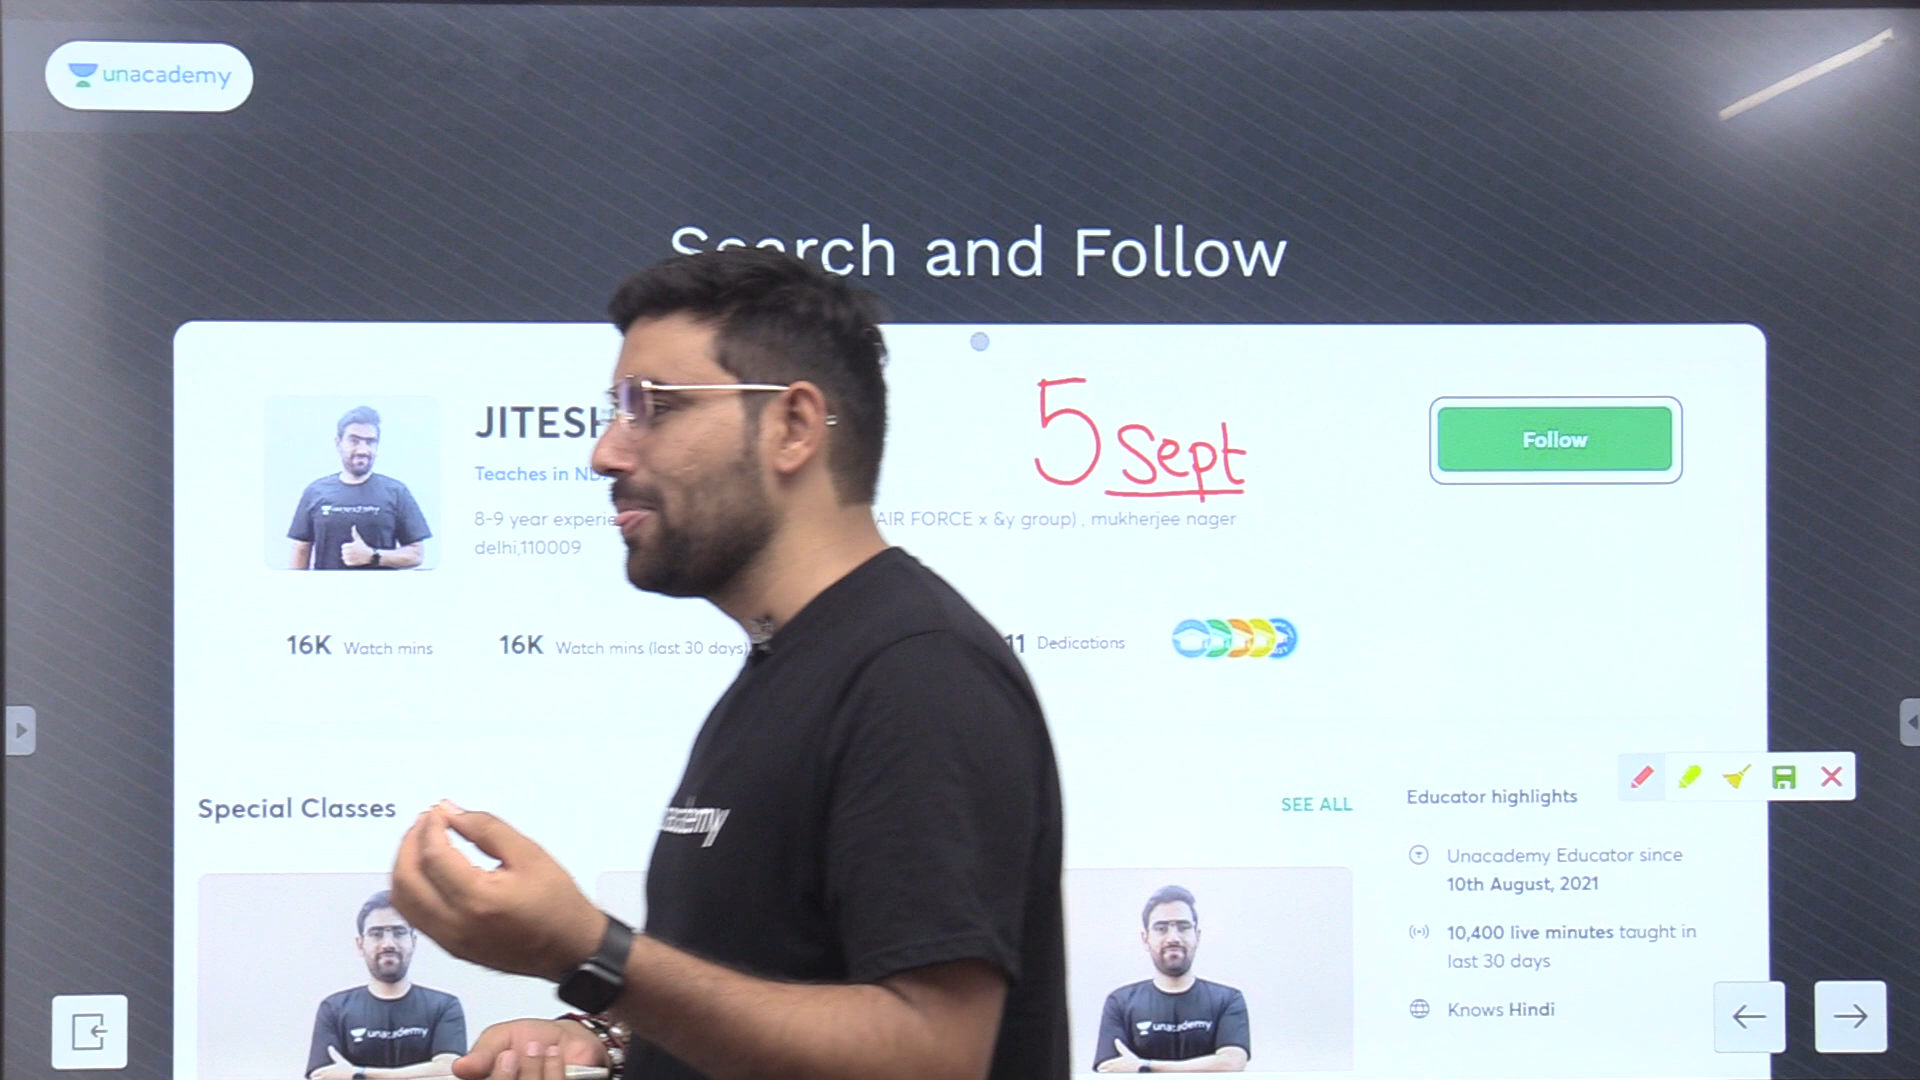 unacademy
Search and Follow
JITESH
5 Sept
Follow
Teaches in
8-9 year AIR FORCE x &y group) , mukherjee nager
delhi,110009
16K Watch mins
16K Watch mins (last 30 days)
11 Dedications
Special Classes
SEE ALL
Educator highlights
Unacademy Educator since
10th August, 2021
10,400 live minutes taught in
last 30 days
Knows Hindi
unacademy
unacademy